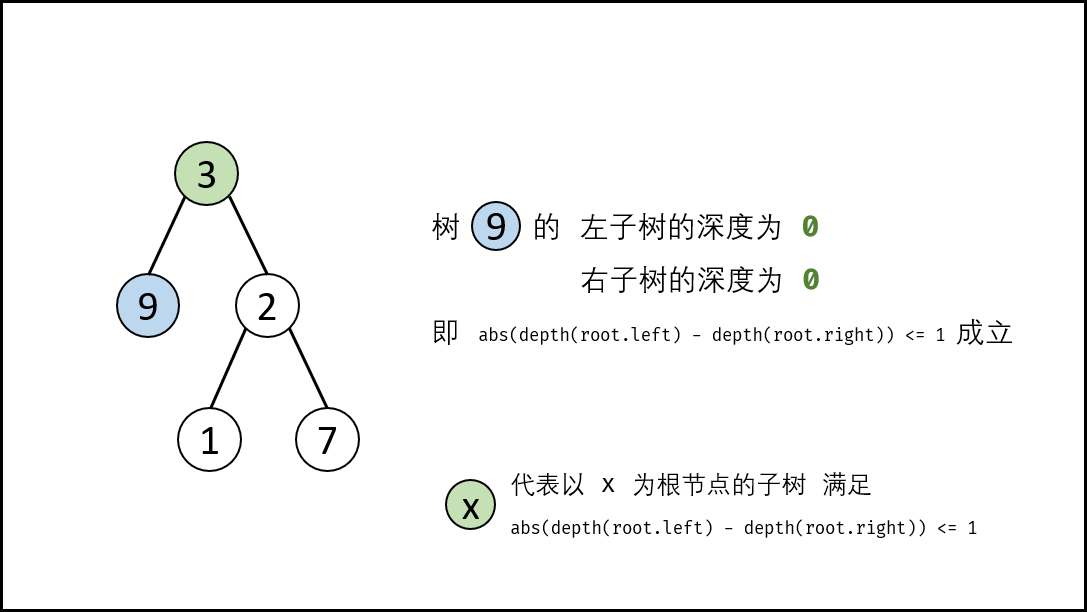 3
9 2
1 7
树 9 的 左子树的深度为 0
右子树的深度为 0
即 abs(depth(root.left) - depth(root.right)) <= 1 成立
x 代表以 x 为根节点的子树 满足
abs(depth(root.left) - depth(root.right)) <= 1